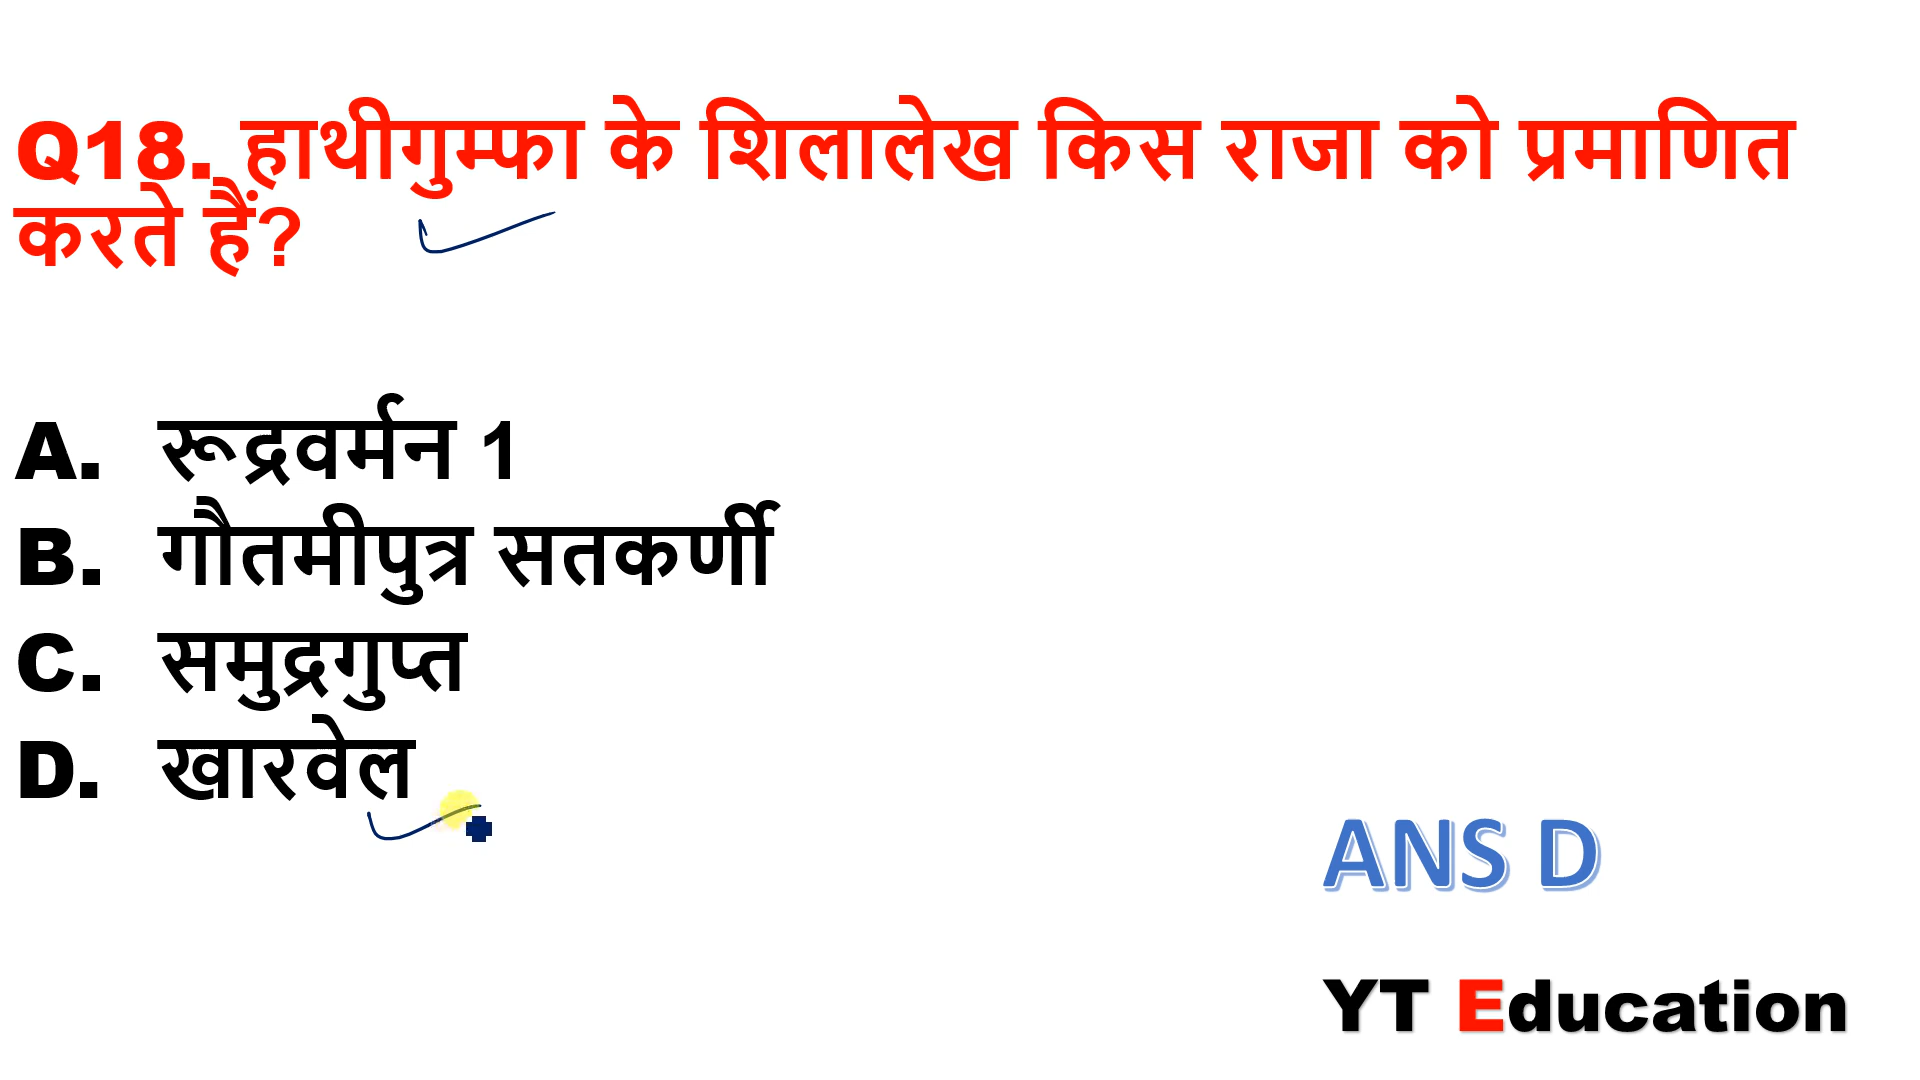 Q18. हाथीगुम्फा के शिलालेख किस राजा को प्रमाणित
करते हैं?
A. रूद्रवर्मन 1
B. गौतमीपुत्र सतकर्णी
C. समुद्रगुप्त
D. खारवेल
ANS D
YT Education